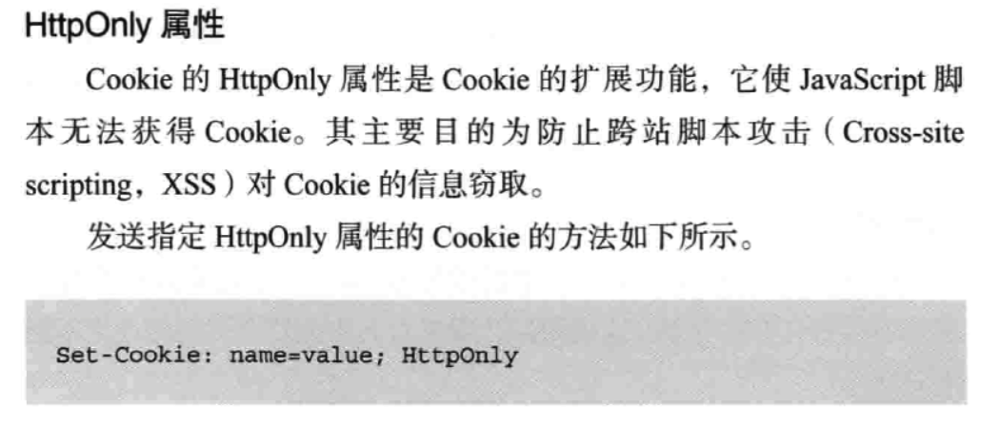 HttpOnly 属性
Cookie 的 HttpOnly 属性是 Cookie 的扩展功能，它使 JavaScript 脚
本无法获得 Cookie。其主要目的为防止跨站脚本攻击（Cross-site
scripting，XSS）对 Cookie 的信息窃取。
发送指定 HttpOnly 属性的 Cookie 的方法如下所示。
Set-Cookie: name=value; HttpOnly